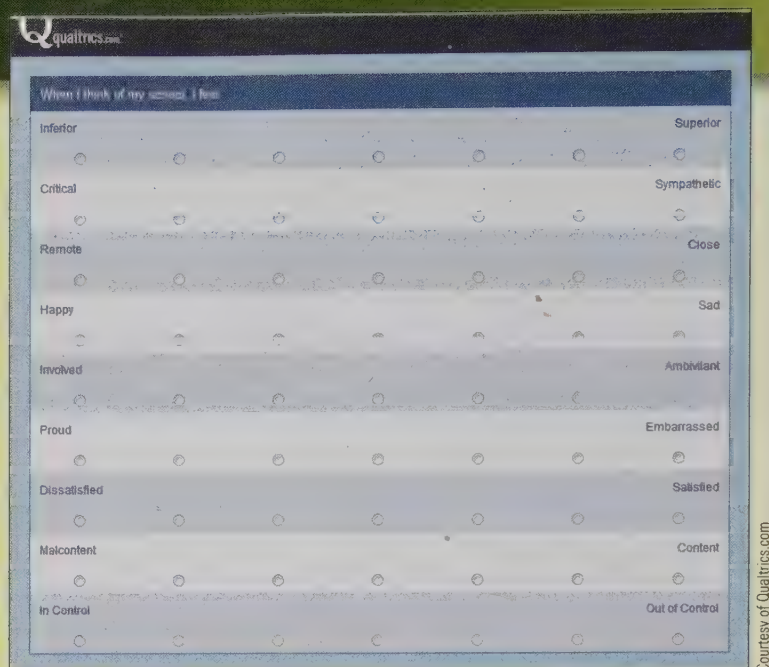 qualtrics.com
When I think of my school, I feel:
Inferior Superior
Critical Sympathetic
Remote Close
Happy Sad
Involved Ambivilant
Proud Embarrassed
Dissatisfied Satisfied
Malcontent Content
In Control Out of Control
Courtesy of Qualtrics.com